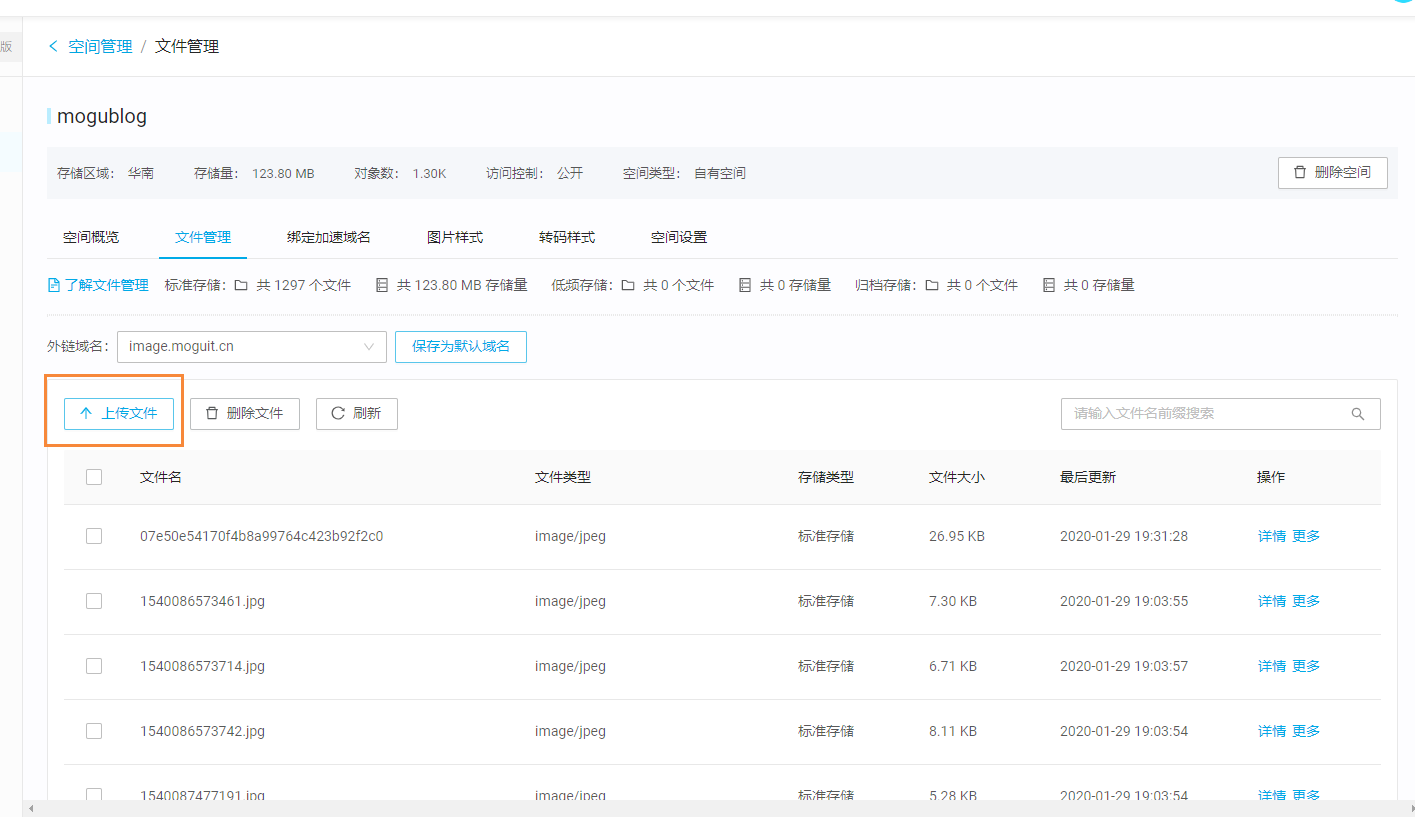 版
空间管理 / 文件管理
mogublog
存储区域： 华南 存储量： 123.80 MB 对象数： 1.30K 访问控制： 公开 空间类型： 自有空间 删除空间
空间概览 文件管理 绑定加速域名 图片样式 转码样式 空间设置
了解文件管理 标准存储： 共 1297 个文件 共 123.80 MB 存储量 低频存储： 共 0 个文件 共 0 存储量 归档存储： 共 0 个文件 共 0 存储量
外链域名： image.moguit.cn 保存为默认域名
上传文件 删除文件 刷新 请输入文件名前缀搜索
文件名 文件类型 存储类型 文件大小 最后更新 操作
07e50e54170f4b8a99764c423b92f2c0 image/jpeg 标准存储 26.95 KB 2020-01-29 19:31:28 详情 更多
1540086573461.jpg image/jpeg 标准存储 7.30 KB 2020-01-29 19:03:55 详情 更多
1540086573714.jpg image/jpeg 标准存储 6.71 KB 2020-01-29 19:03:57 详情 更多
1540086573742.jpg image/jpeg 标准存储 8.11 KB 2020-01-29 19:03:54 详情 更多
1540087477191.jpg image/jpeg 标准存储 5.28 KB 2020-01-29 19:03:54 详情 更多